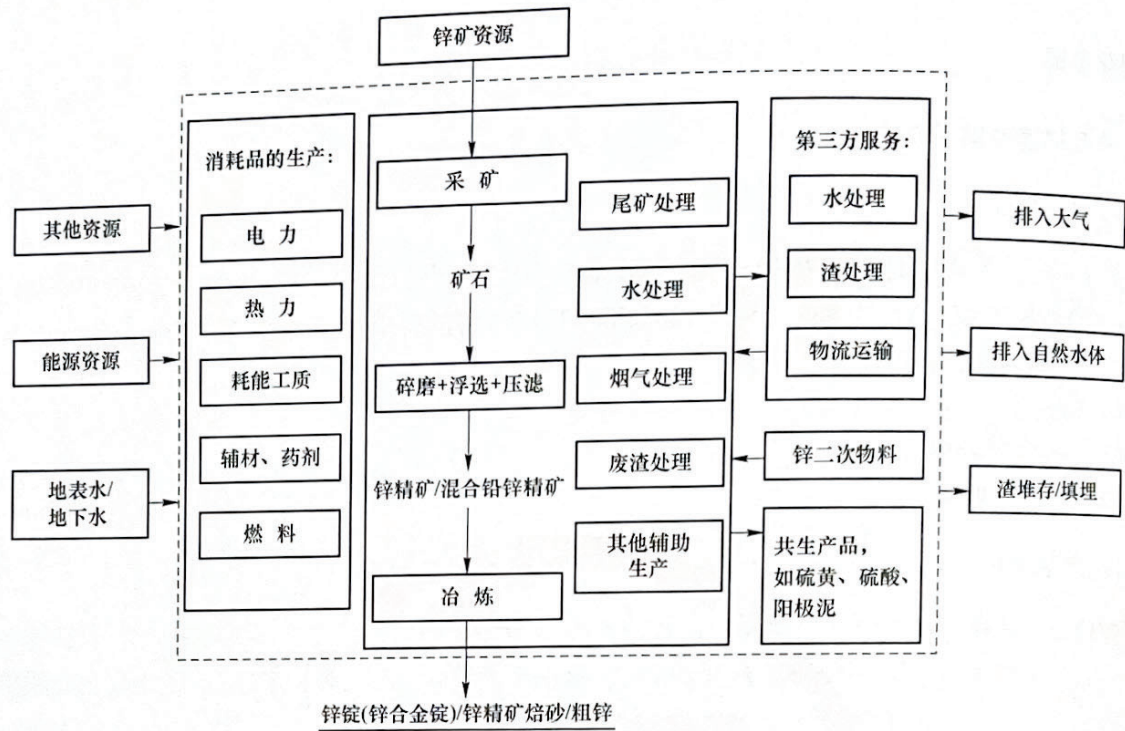 锌矿资源
消耗品的生产：
电 力
热 力
耗能工质
辅材、药剂
燃 料
其他资源
能源资源
地表水/
地下水
采 矿
矿石
碎磨+浮选+压滤
锌精矿/混合铅锌精矿
冶 炼
尾矿处理
水处理
烟气处理
废渣处理
其他辅助
生产
第三方服务：
水处理
渣处理
物流运输
锌二次物料
共生产品，
如硫黄、硫酸、
阳极泥
排入大气
排入自然水体
渣堆存/填埋
锌锭(锌合金锭)/锌精矿焙砂/粗锌